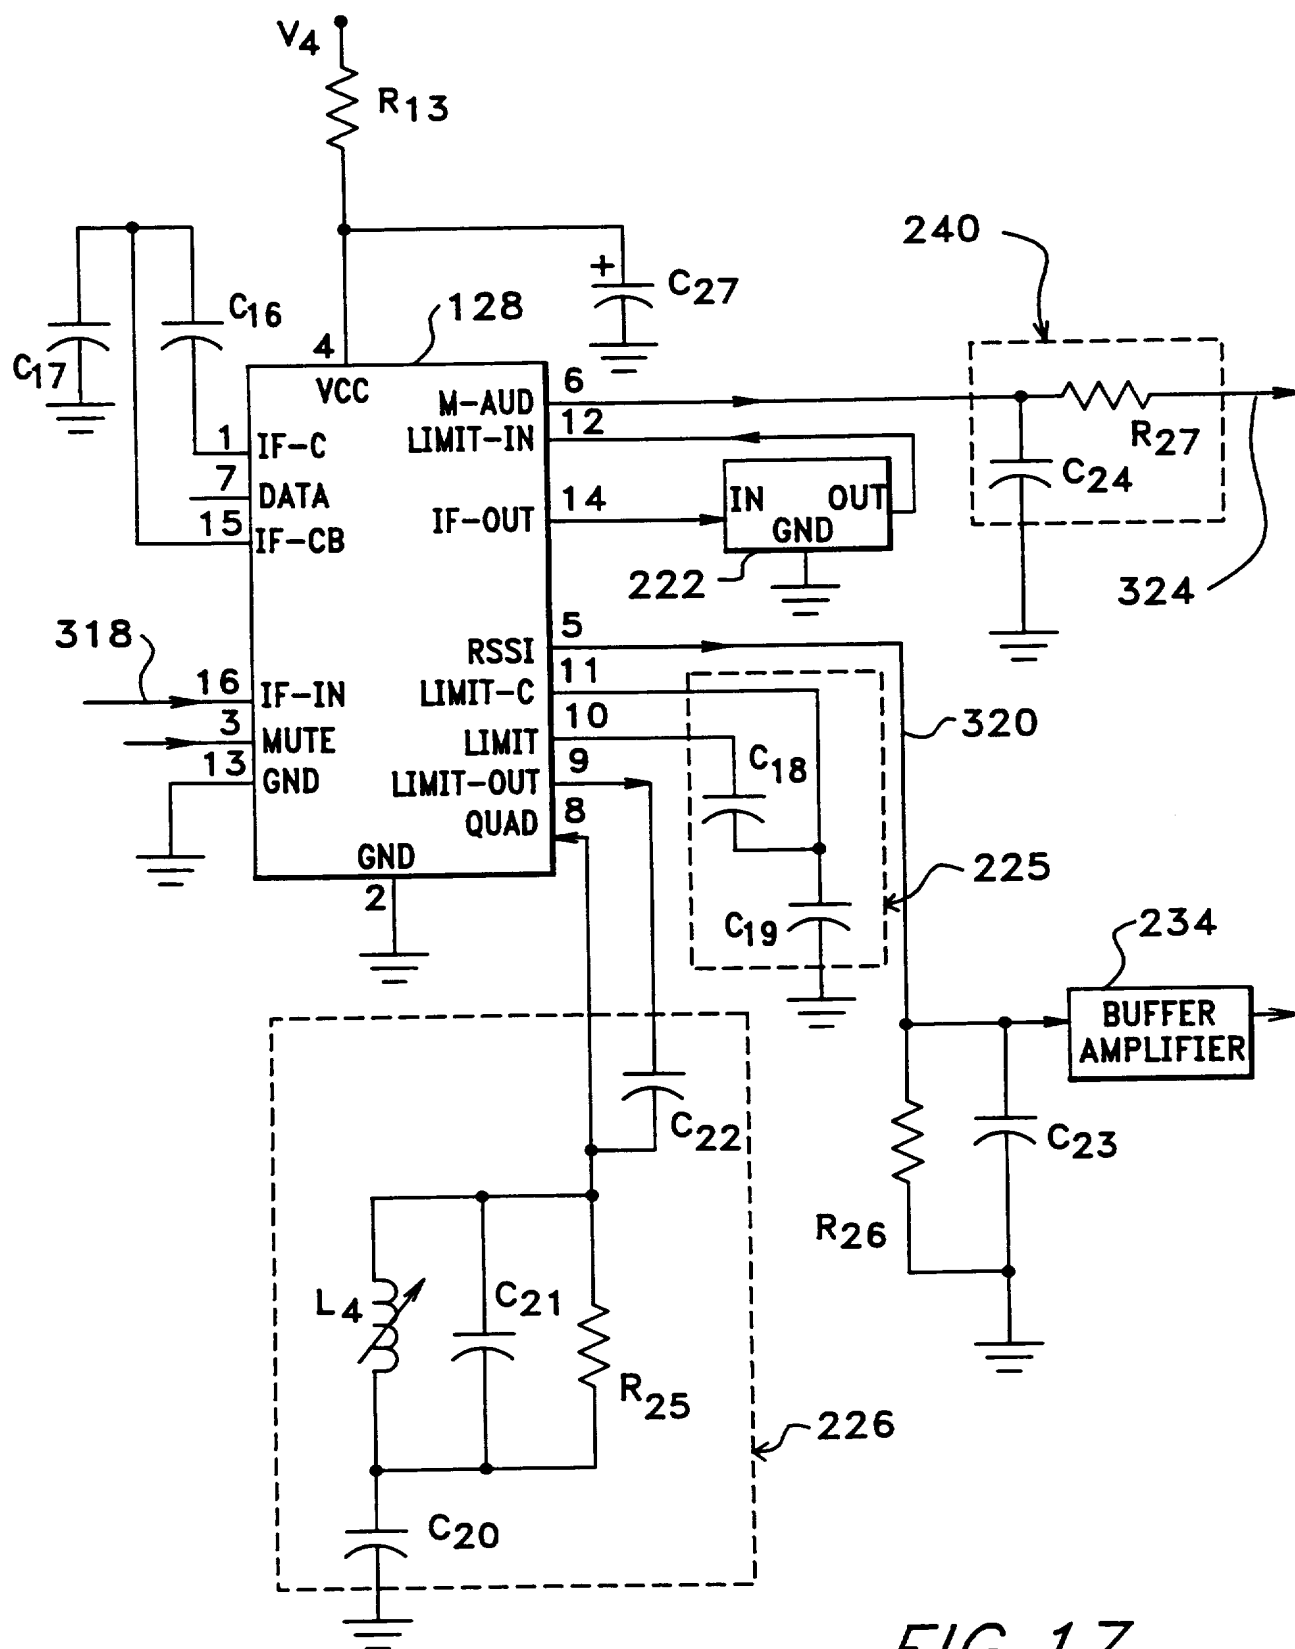 V4
R13
240
C27
C16
128
C17
+
4
VCC
M-AUD
6
LIMIT-IN
12
R27
C24
1
IF-C
7
DATA
15
IF-CB
IF-OUT
14
IN
OUT
GND
222
324
318
RSSI
5
LIMIT-C
11
16
IF-IN
3
MUTE
13
GND
LIMIT
10
LIMIT-OUT
9
QUAD
8
320
C18
GND
2
225
C19
234
BUFFER
AMPLIFIER
C22
C23
R26
L4
C21
R25
226
C20
FIG. 17